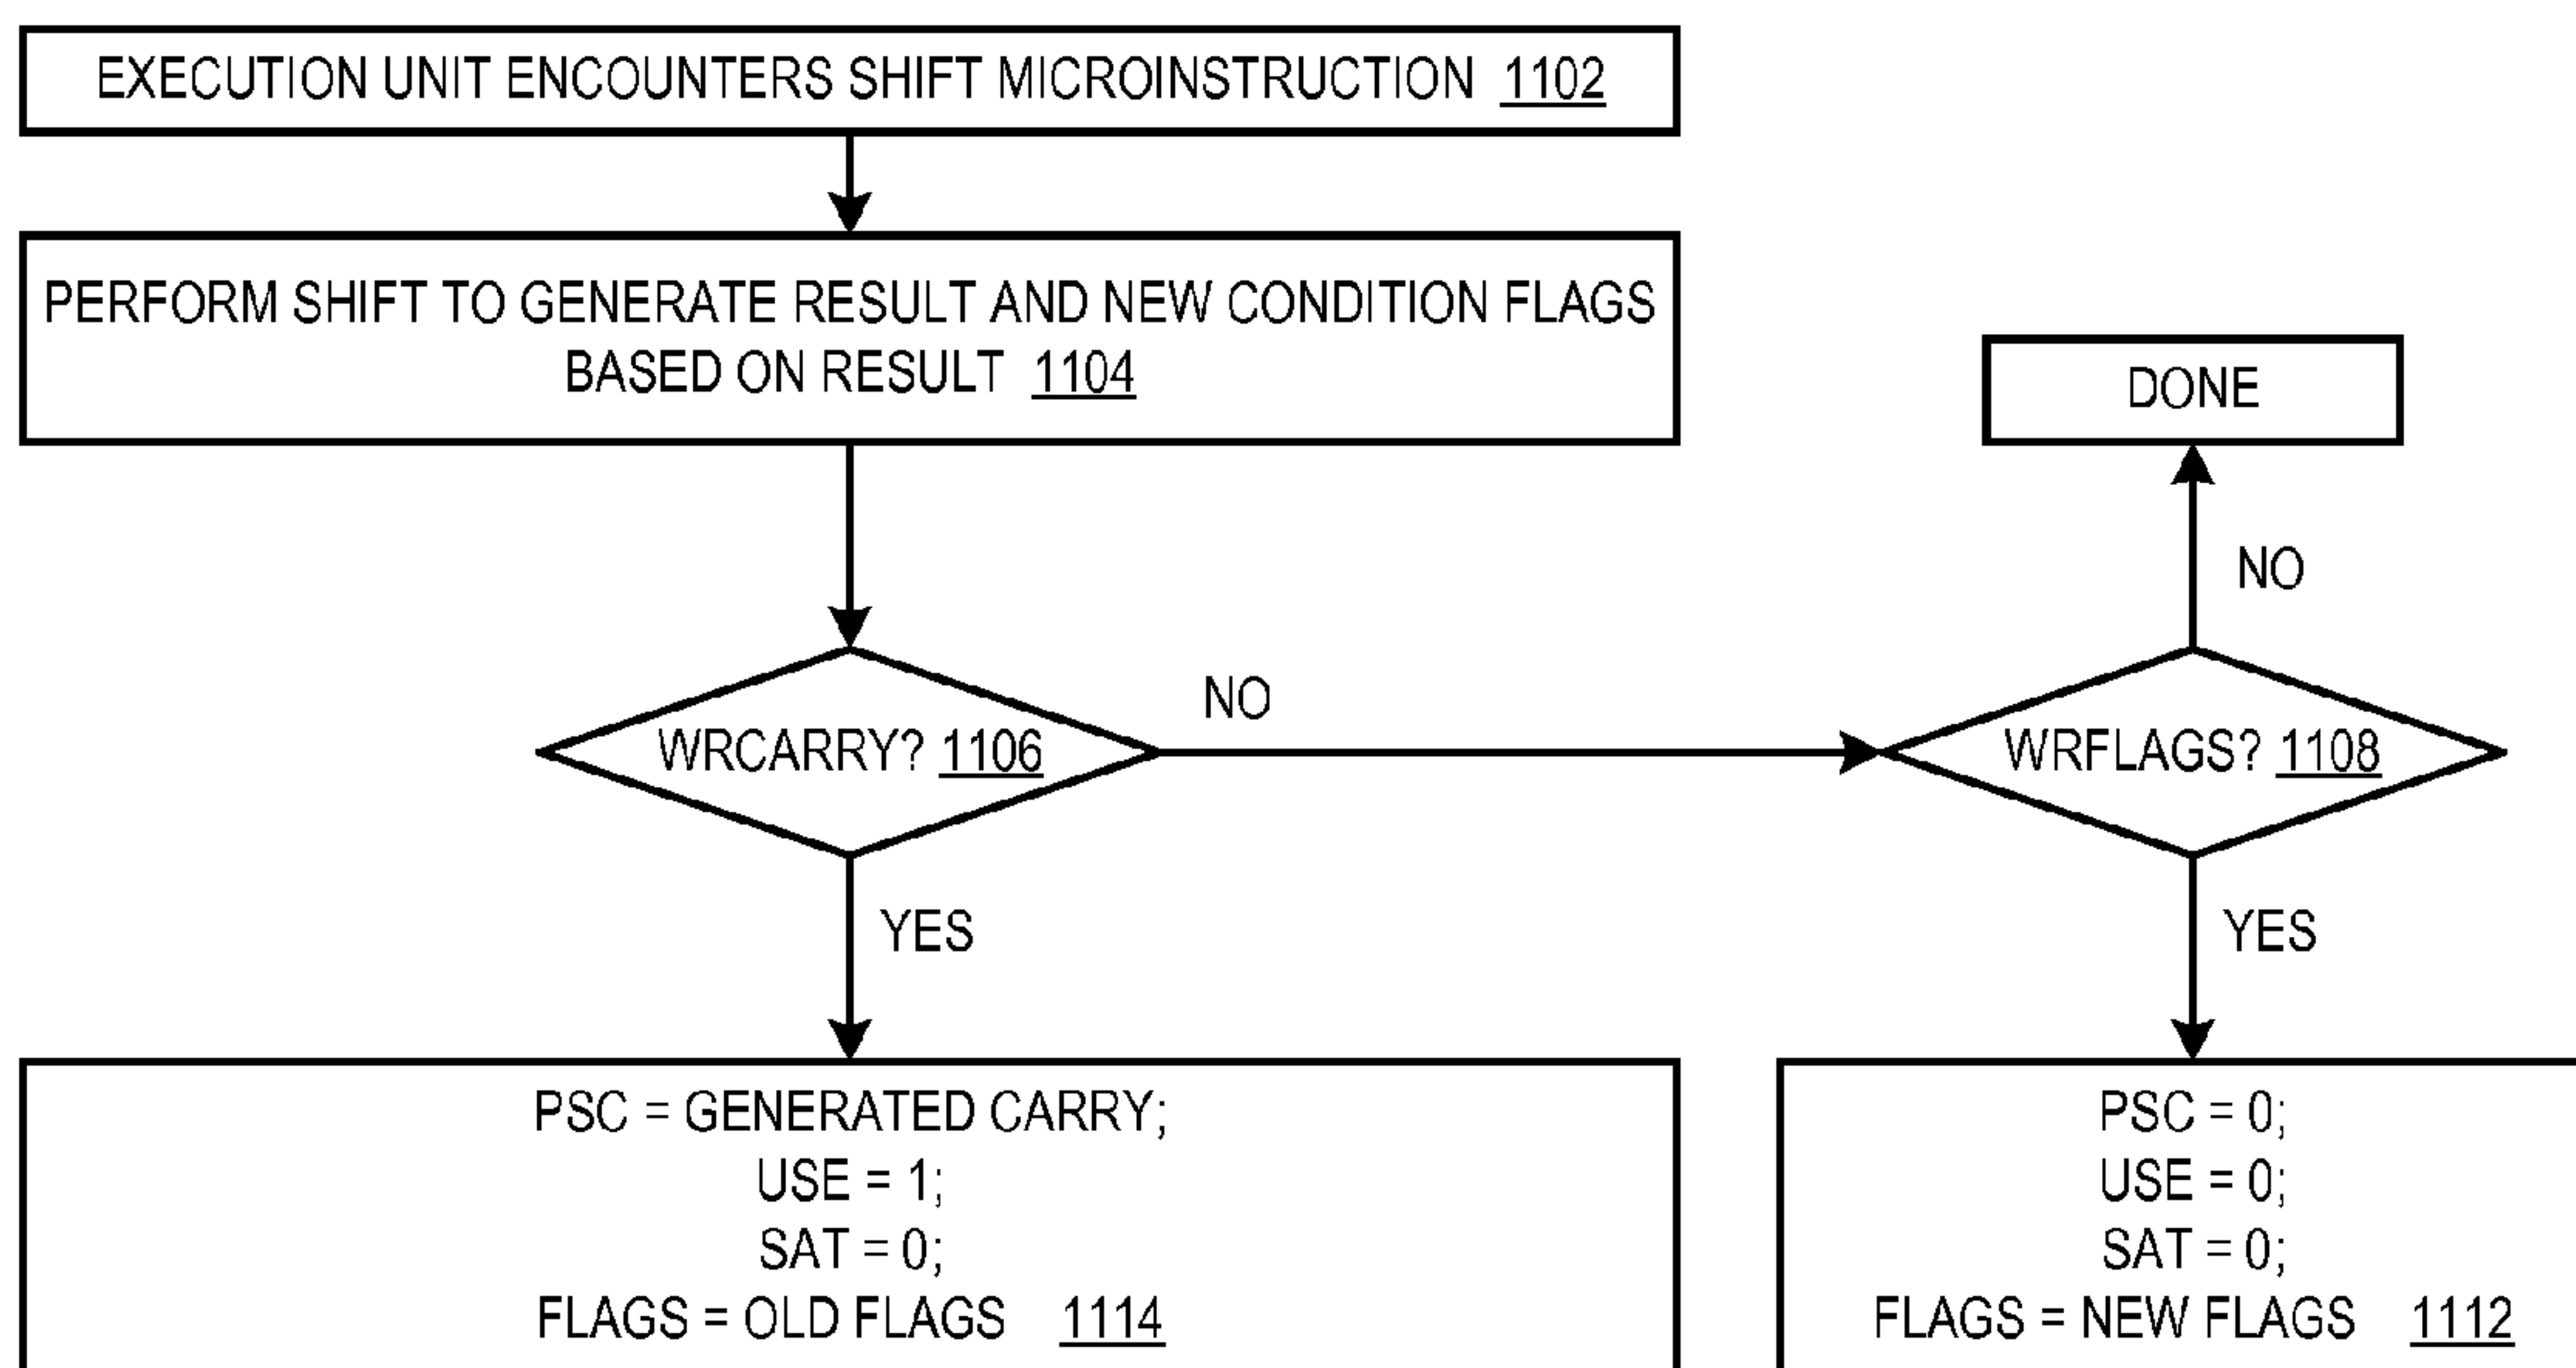 EXECUTION UNIT ENCOUNTERS SHIFT MICROINSTRUCTION 1102
PERFORM SHIFT TO GENERATE RESULT AND NEW CONDITION FLAGS
BASED ON RESULT 1104
DONE
NO
NO
WRCARRY? 1106
WRFLAGS? 1108
YES
YES
PSC = GENERATED CARRY;
USE = 1;
SAT = 0;
FLAGS = OLD FLAGS 1114
PSC = 0;
USE = 0;
SAT = 0;
FLAGS = NEW FLAGS 1112